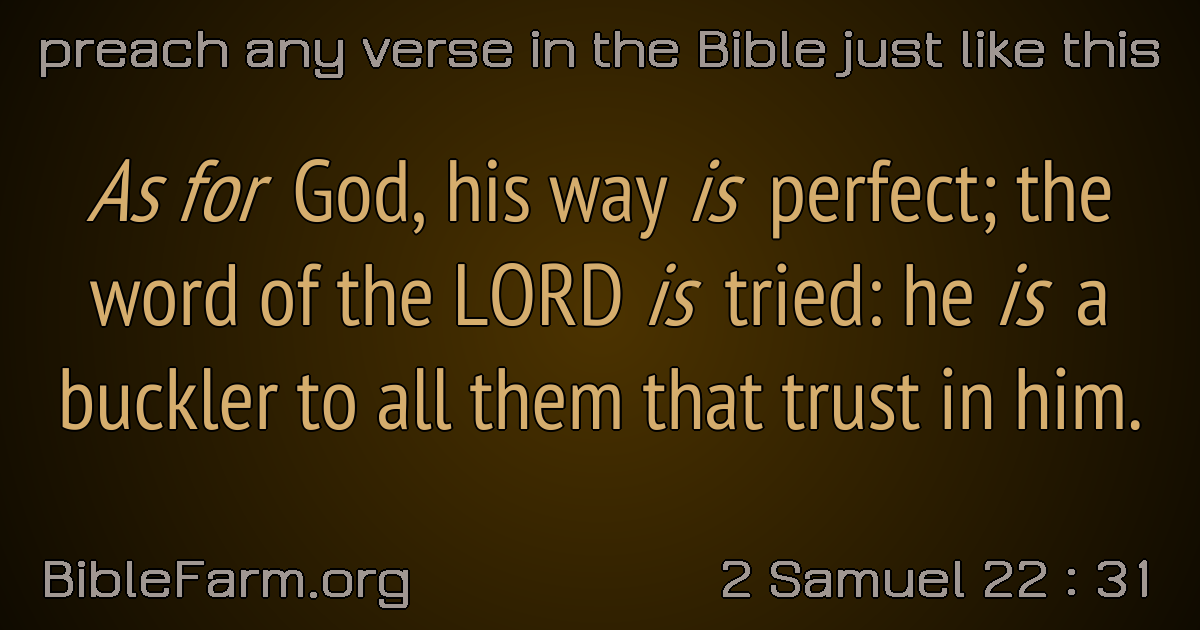 preach any verse in the Bible just like this
As for God, his way is perfect; the
word of the LORD is tried: he is a
buckler to all them that trust in him.
BibleFarm.org
2 Samuel 22 : 31